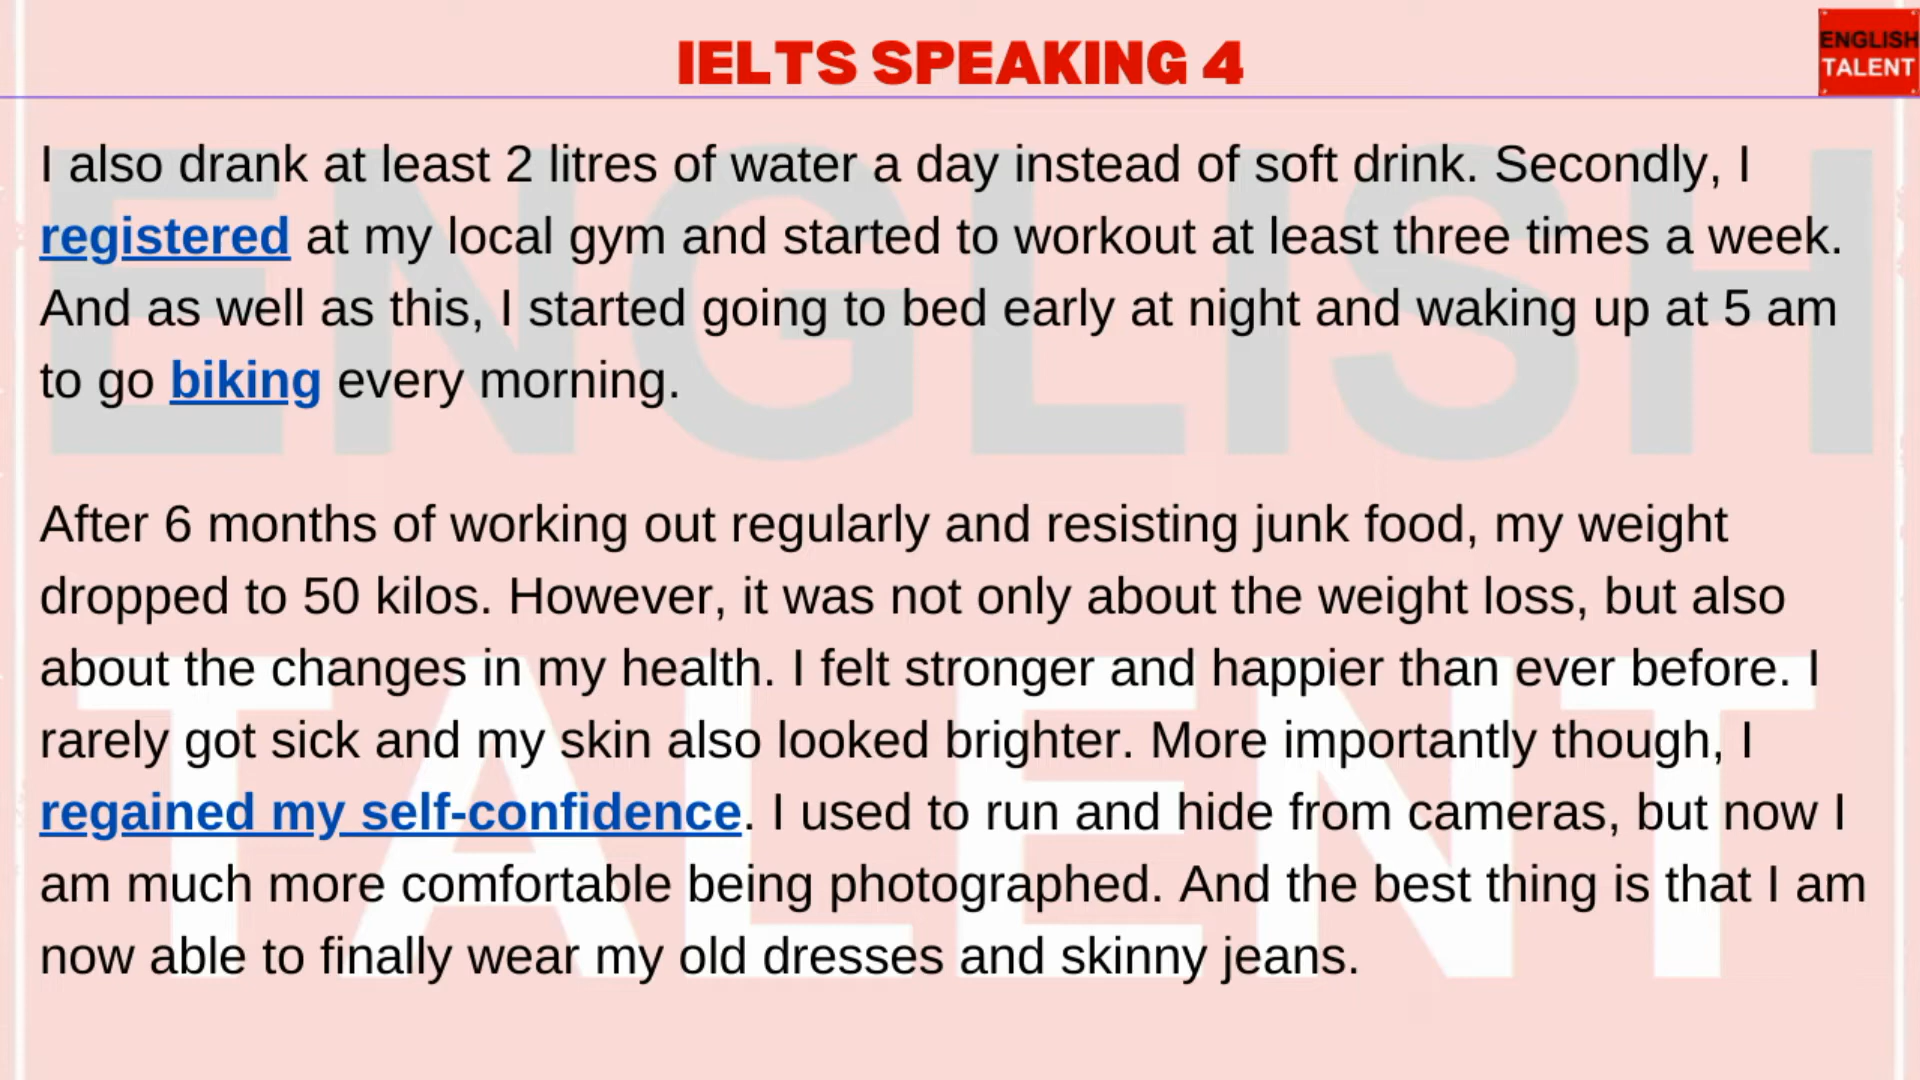 IELTS SPEAKING 4
ENGLISH
TALENT
I also drank at least 2 litres of water a day instead of soft drink. Secondly, I
registered at my local gym and started to workout at least three times a week.
And as well as this, I started going to bed early at night and waking up at 5 am
to go biking every morning.
After 6 months of working out regularly and resisting junk food, my weight
dropped to 50 kilos. However, it was not only about the weight loss, but also
about the changes in my health. I felt stronger and happier than ever before. I
rarely got sick and my skin also looked brighter. More importantly though, I
regained my self-confidence. I used to run and hide from cameras, but now I
am much more comfortable being photographed. And the best thing is that I am
now able to finally wear my old dresses and skinny jeans.
ENGLISH
TALENT